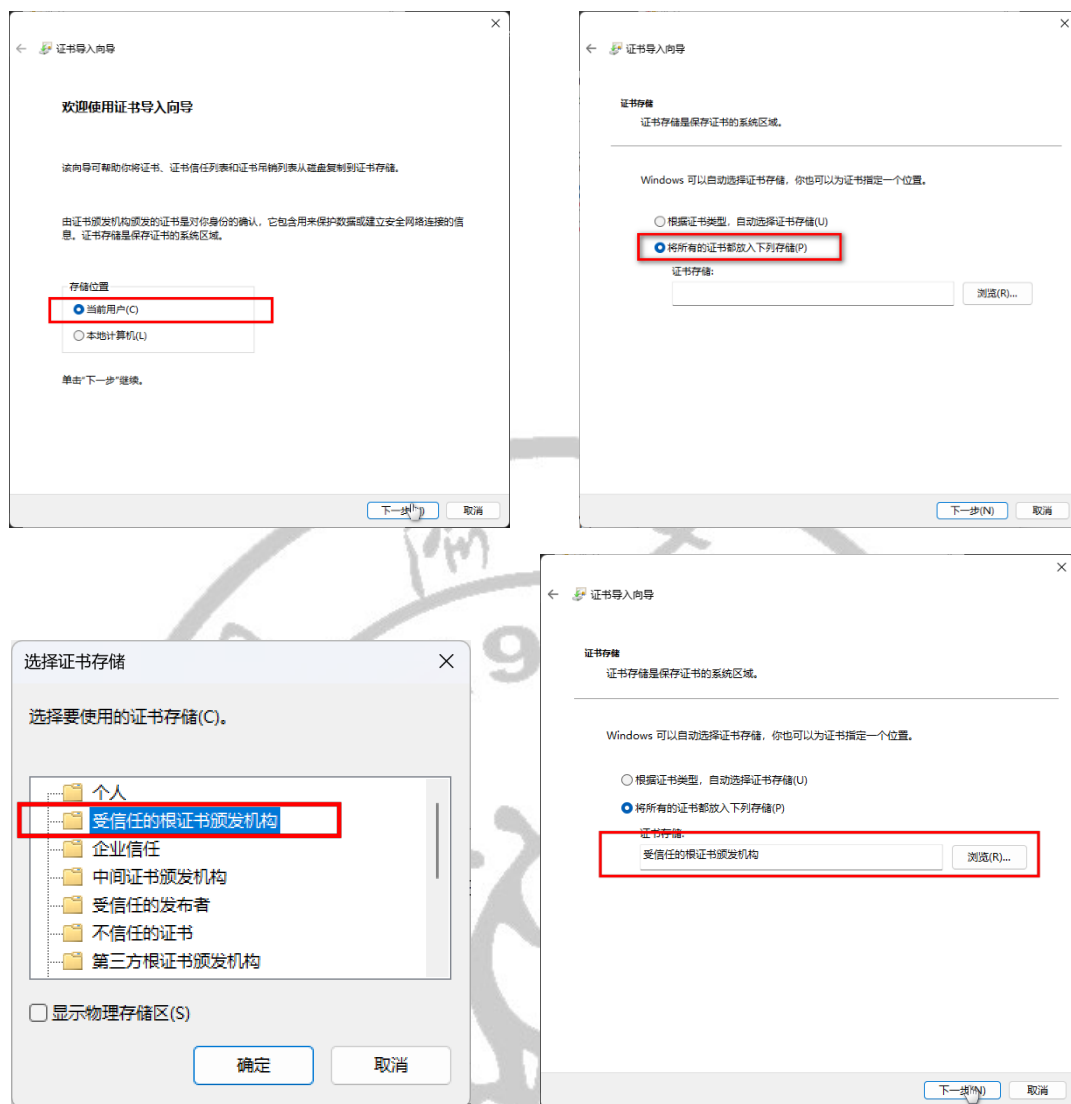 证书导入向导
欢迎使用证书导入向导
该向导可帮助你将证书、证书信任列表和证书吊销列表从磁盘复制到证书存储。
由证书颁发机构颁发的证书是对你身份的确认，它包含用来保护数据或建立安全网络连接的信
息。证书存储是保存证书的系统区域。
存储位置
当前用户(C)
本地计算机(L)
单击"下一步"继续。
下一步
取消
证书导入向导
证书存储
证书存储是保存证书的系统区域。
Windows 可以自动选择证书存储，你也可以为证书指定一个位置。
根据证书类型，自动选择证书存储(U)
将所有的证书都放入下列存储(P)
证书存储:
浏览(R)...
下一步(N)
取消
选择证书存储
选择要使用的证书存储(C)。
个人
受信任的根证书颁发机构
企业信任
中间证书颁发机构
受信任的发布者
不信任的证书
第三方根证书颁发机构
显示物理存储区(S)
确定
取消
证书导入向导
证书存储
证书存储是保存证书的系统区域。
Windows 可以自动选择证书存储，你也可以为证书指定一个位置。
根据证书类型，自动选择证书存储(U)
将所有的证书都放入下列存储(P)
证书存储:
受信任的根证书颁发机构
浏览(R)...
下一步(N)
取消
9